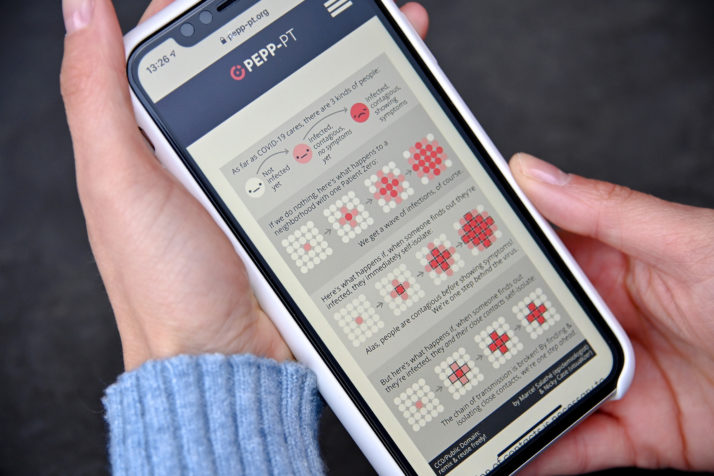 13:26
pepp-pt.org
PEPP-PT
As far as COVID-19 cares, there are 3 kinds of people:
Not
infected
yet
Infected,
contagious,
no symptoms
yet
Infected,
contagious,
showing
symptoms
If we do nothing, here's what happens to a
neighborhood with one Patient Zero:
We get a wave of infections, of course
Here's what happens if, when someone finds out they're
infected, they immediately self-isolate:
Alas, people are contagious before showing symptoms!
We're one step behind the virus.
But here's what happens if, when someone finds out
they're infected, they and their close contacts self-isolate
The chain of transmission is broken! By finding &
isolating close contacts, we're one step ahead.
CC0/Public Domain:
remix & reuse freely!
by Marcel Salathé (epidemiologist)
& Nicky Case (visualizer)